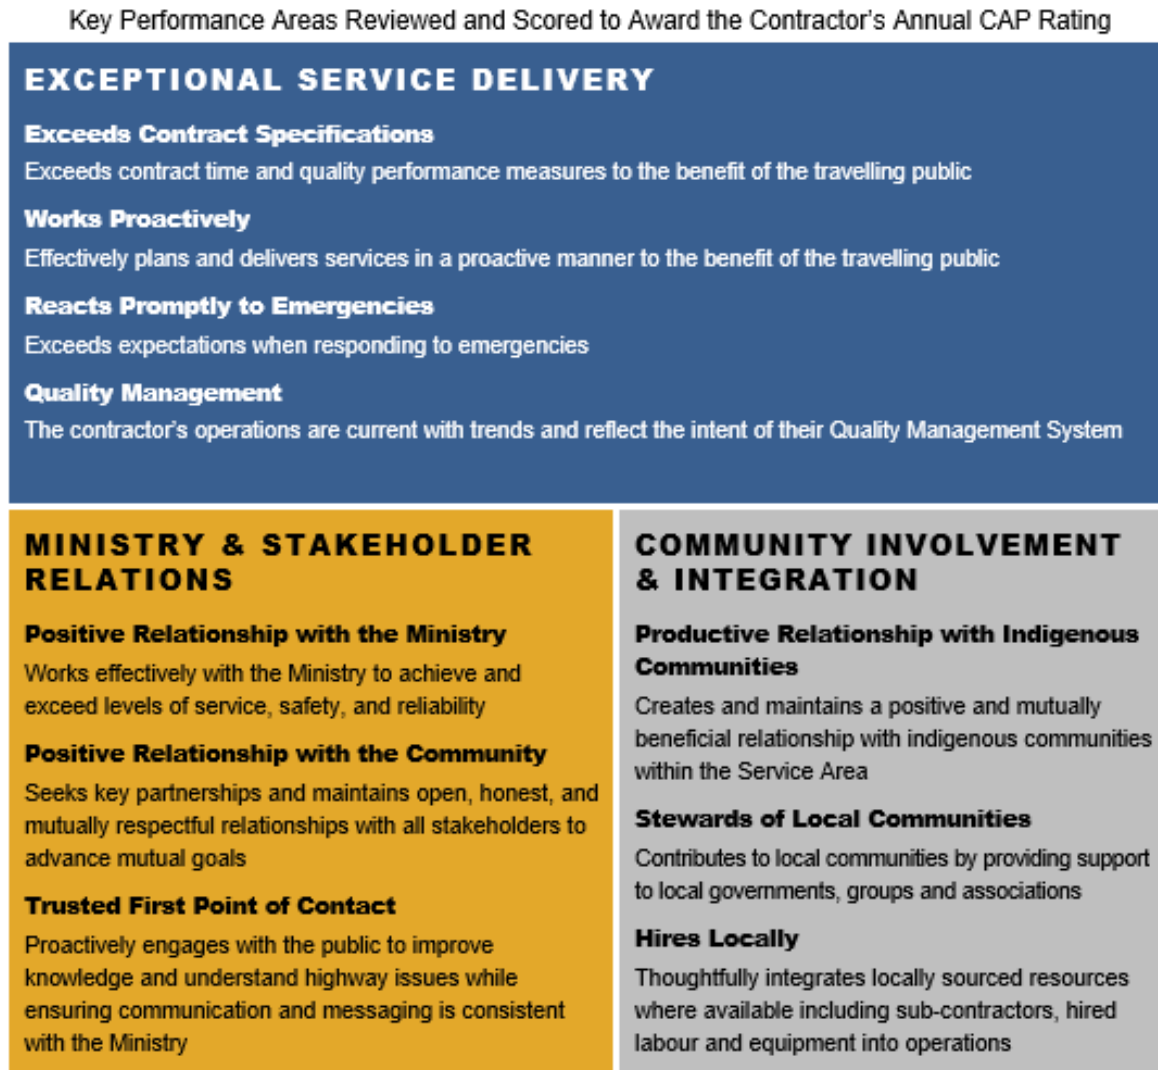 Key Performance Areas Reviewed and Scored to Award the Contractor's Annual CAP Rating
EXCEPTIONAL SERVICE DELIVERY
Exceeds Contract Specifications
Exceeds contract time and quality performance measures to the benefit of the travelling public
Works Proactively
Effectively plans and delivers services in a proactive manner to the benefit of the travelling public
Reacts Promptly to Emergencies
Exceeds expectations when responding to emergencies
Quality Management
The contractor's operations are current with trends and reflect the intent of their Quality Management System
MINISTRY & STAKEHOLDER
RELATIONS
Positive Relationship with the Ministry
Works effectively with the Ministry to achieve and
exceed levels of service, safety, and reliability
Positive Relationship with the Community
Seeks key partnerships and maintains open, honest, and
mutually respectful relationships with all stakeholders to
advance mutual goals
Trusted First Point of Contact
Proactively engages with the public to improve
knowledge and understand highway issues while
ensuring communication and messaging is consistent
with the Ministry
COMMUNITY INVOLVEMENT
& INTEGRATION
Productive Relationship with Indigenous
Communities
Creates and maintains a positive and mutually
beneficial relationship with indigenous communities
within the Service Area
Stewards of Local Communities
Contributes to local communities by providing support
to local governments, groups and associations
Hires Locally
Thoughtfully integrates locally sourced resources
where available including sub-contractors, hired
labour and equipment into operations